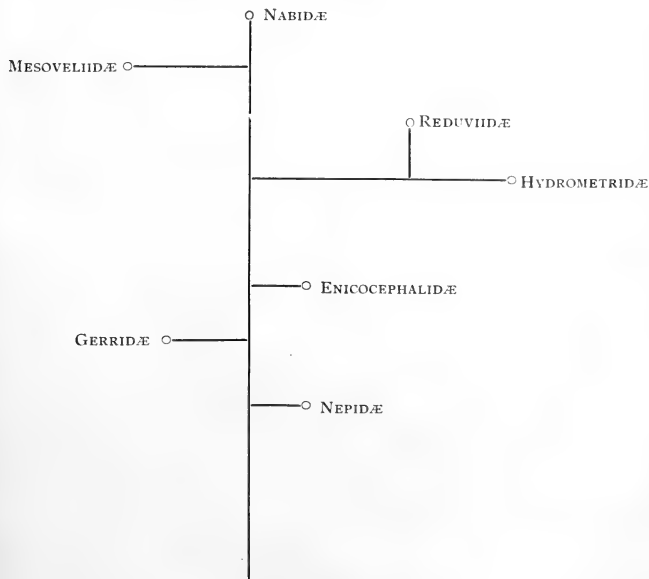 NABIDÆ
MESOVELIIDÆ
REDUVIIDÆ
HYDROMETRIDÆ
ENICOCEPHALIDÆ
GERRIDÆ
NEPIDÆ